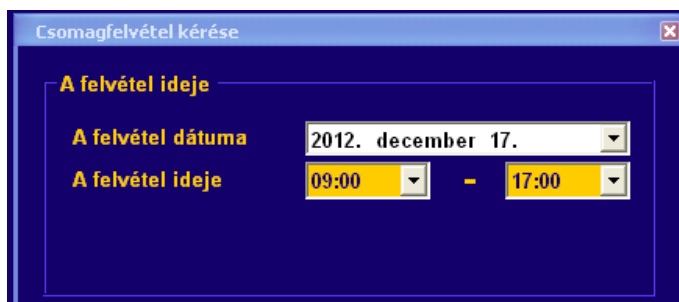 Csomagfelvétel kérése
A felvétel ideje
A felvétel dátuma 2012. december 17.
A felvétel ideje 09:00 - 17:00